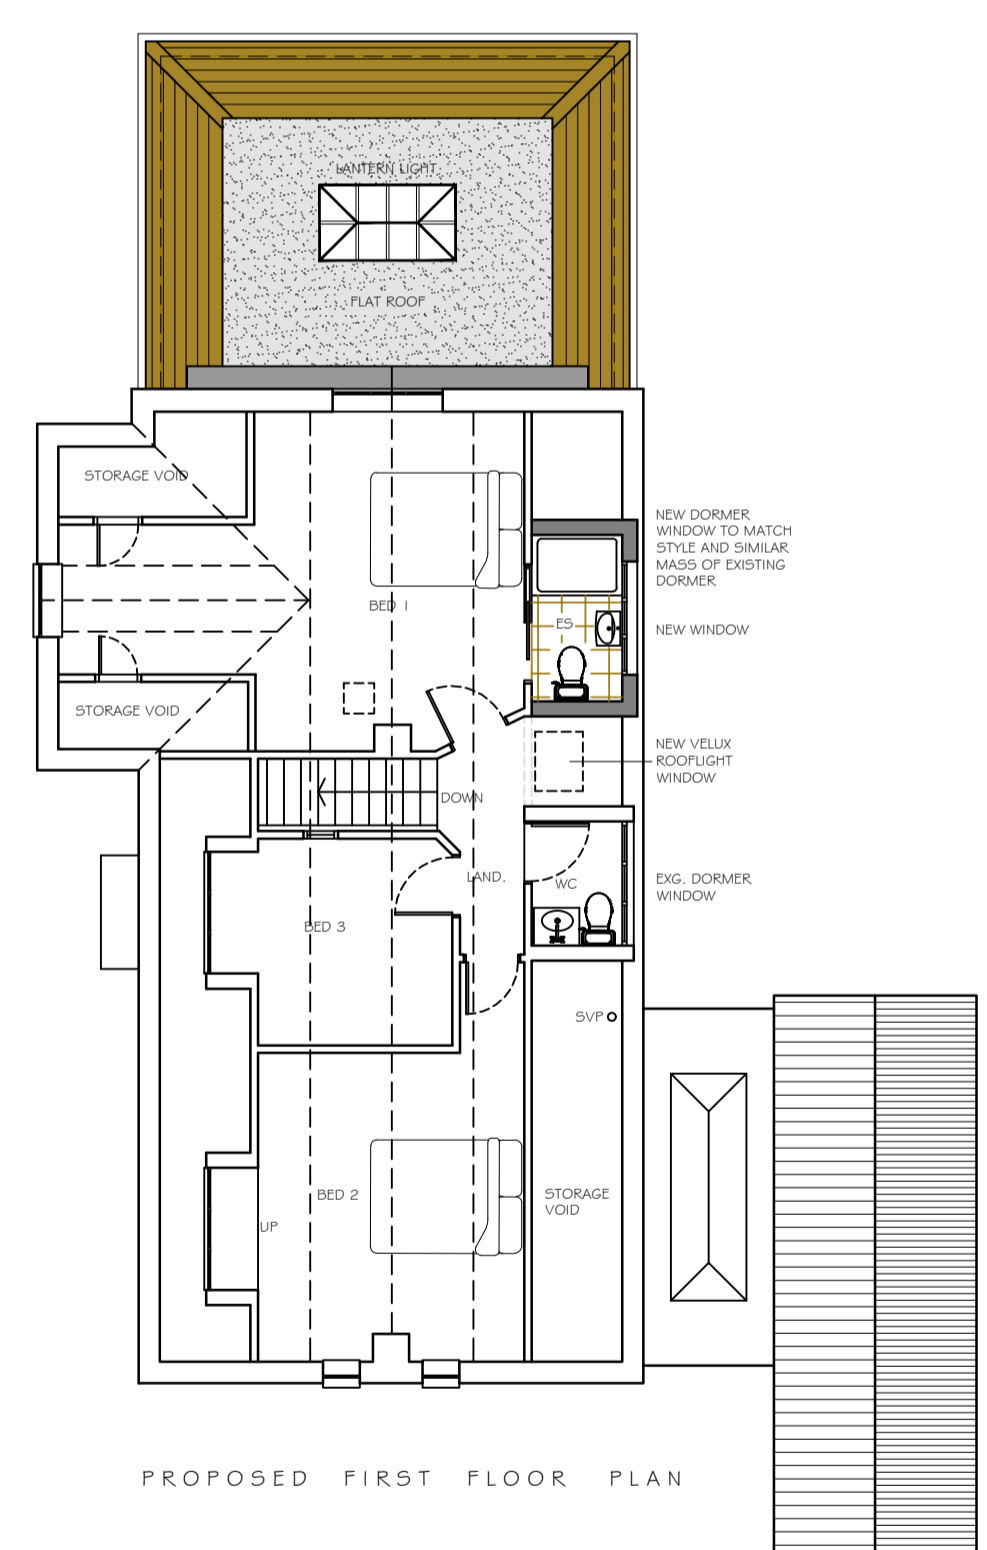 LANTERN LIGHT
FLAT ROOF
STORAGE VOID
NEW DORMER
WINDOW TO MATCH
STYLE AND SIMILAR
MASS OF EXISTING
DORMER
BED 1
ES
NEW WINDOW
STORAGE VOID
NEW VELUX
ROOFLIGHT
WINDOW
DOWN
LAND.
WC
EXG. DORMER
WINDOW
BED 3
SVP
BED 2
STORAGE
VOID
UP
PROPOSED FIRST FLOOR PLAN